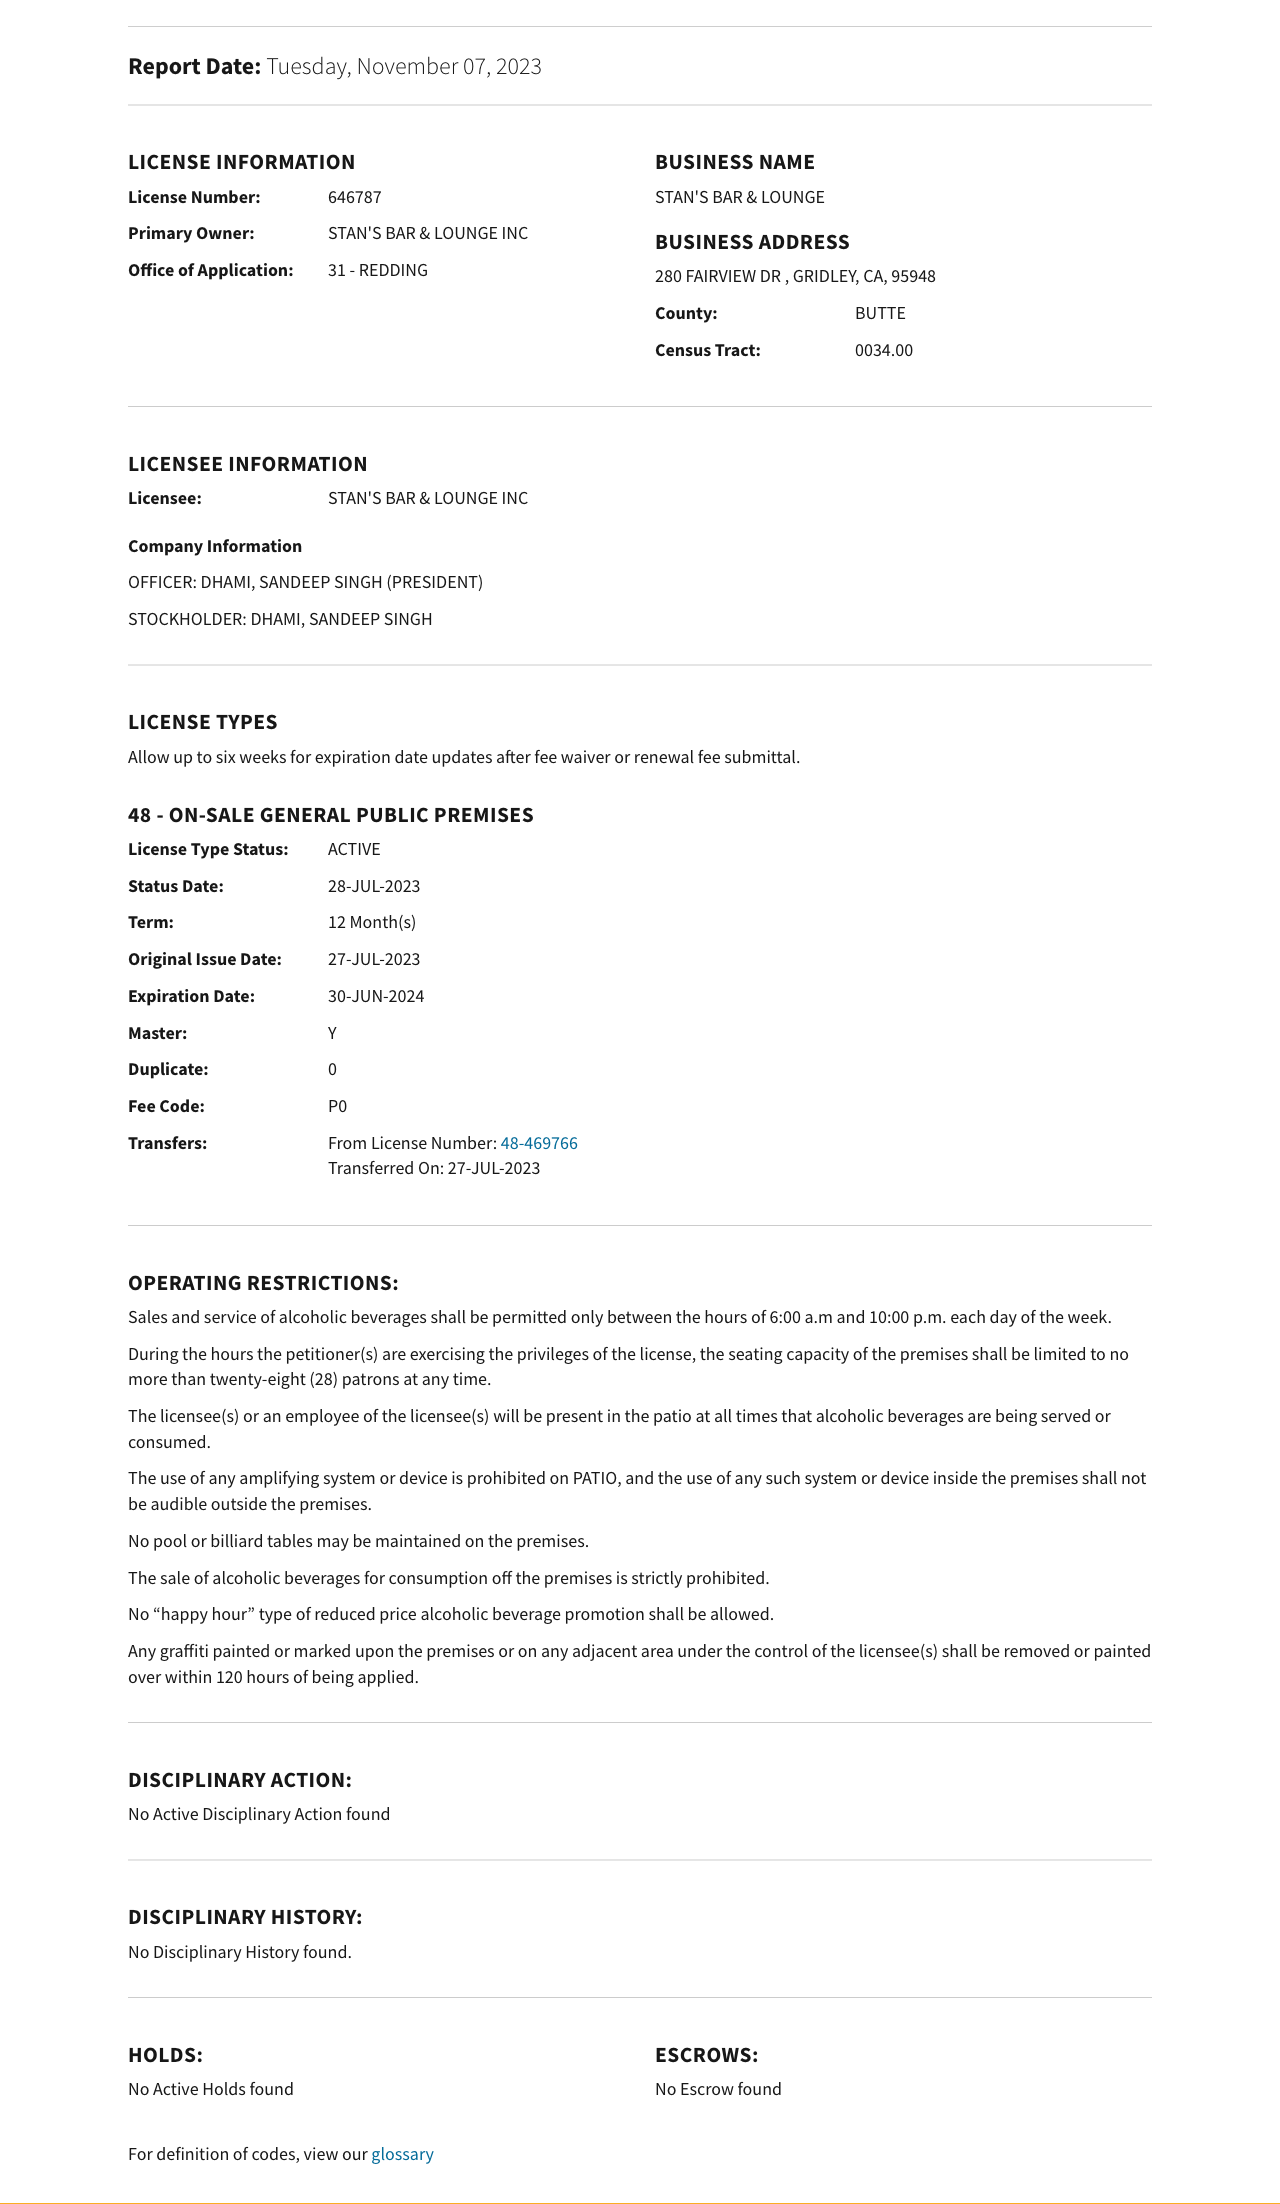 Report Date: Tuesday, November 07, 2023
LICENSE INFORMATION
License Number: 646787
Primary Owner: STAN'S BAR & LOUNGE INC
Office of Application: 31 - REDDING
BUSINESS NAME
STAN'S BAR & LOUNGE
BUSINESS ADDRESS
280 FAIRVIEW DR , GRIDLEY, CA, 95948
County: BUTTE
Census Tract: 0034.00
LICENSEE INFORMATION
Licensee: STAN'S BAR & LOUNGE INC
Company Information
OFFICER: DHAMI, SANDEEP SINGH (PRESIDENT)
STOCKHOLDER: DHAMI, SANDEEP SINGH
LICENSE TYPES
Allow up to six weeks for expiration date updates after fee waiver or renewal fee submittal.
48 - ON-SALE GENERAL PUBLIC PREMISES
License Type Status: ACTIVE
Status Date: 28-JUL-2023
Term: 12 Month(s)
Original Issue Date: 27-JUL-2023
Expiration Date: 30-JUN-2024
Master: Y
Duplicate: 0
Fee Code: P0
Transfers: From License Number: 48-469766
Transferred On: 27-JUL-2023
OPERATING RESTRICTIONS:
Sales and service of alcoholic beverages shall be permitted only between the hours of 6:00 a.m and 10:00 p.m. each day of the week.
During the hours the petitioner(s) are exercising the privileges of the license, the seating capacity of the premises shall be limited to no
more than twenty-eight (28) patrons at any time.
The licensee(s) or an employee of the licensee(s) will be present in the patio at all times that alcoholic beverages are being served or
consumed.
The use of any amplifying system or device is prohibited on PATIO, and the use of any such system or device inside the premises shall not
be audible outside the premises.
No pool or billiard tables may be maintained on the premises.
The sale of alcoholic beverages for consumption off the premises is strictly prohibited.
No “happy hour” type of reduced price alcoholic beverage promotion shall be allowed.
Any graffiti painted or marked upon the premises or on any adjacent area under the control of the licensee(s) shall be removed or painted
over within 120 hours of being applied.
DISCIPLINARY ACTION:
No Active Disciplinary Action found
DISCIPLINARY HISTORY:
No Disciplinary History found.
HOLDS:
No Active Holds found
ESCROWS:
No Escrow found
For definition of codes, view our glossary